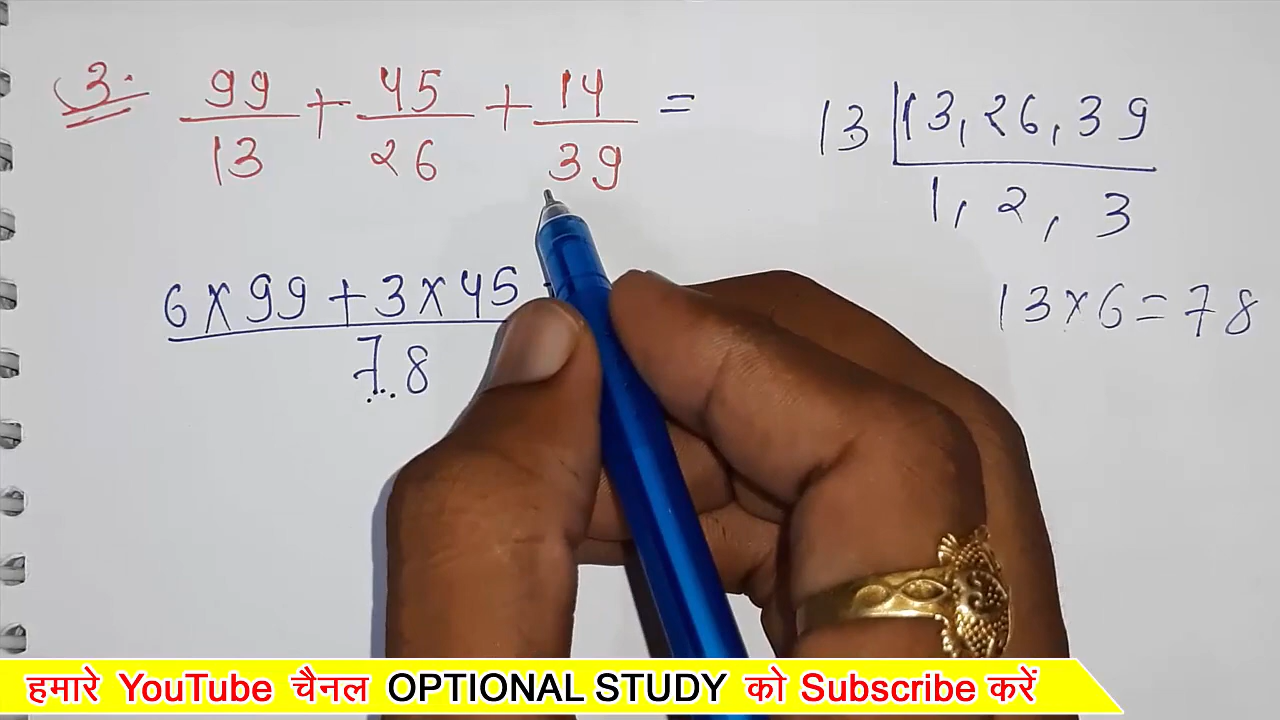 3. 99/13 + 45/26 + 14/39 =
13 | 13, 26, 39
1, 2, 3
6 × 99 + 3 × 45 +
78
13 × 6 = 78
हमारे YouTube चैनल OPTIONAL STUDY को Subscribe करें